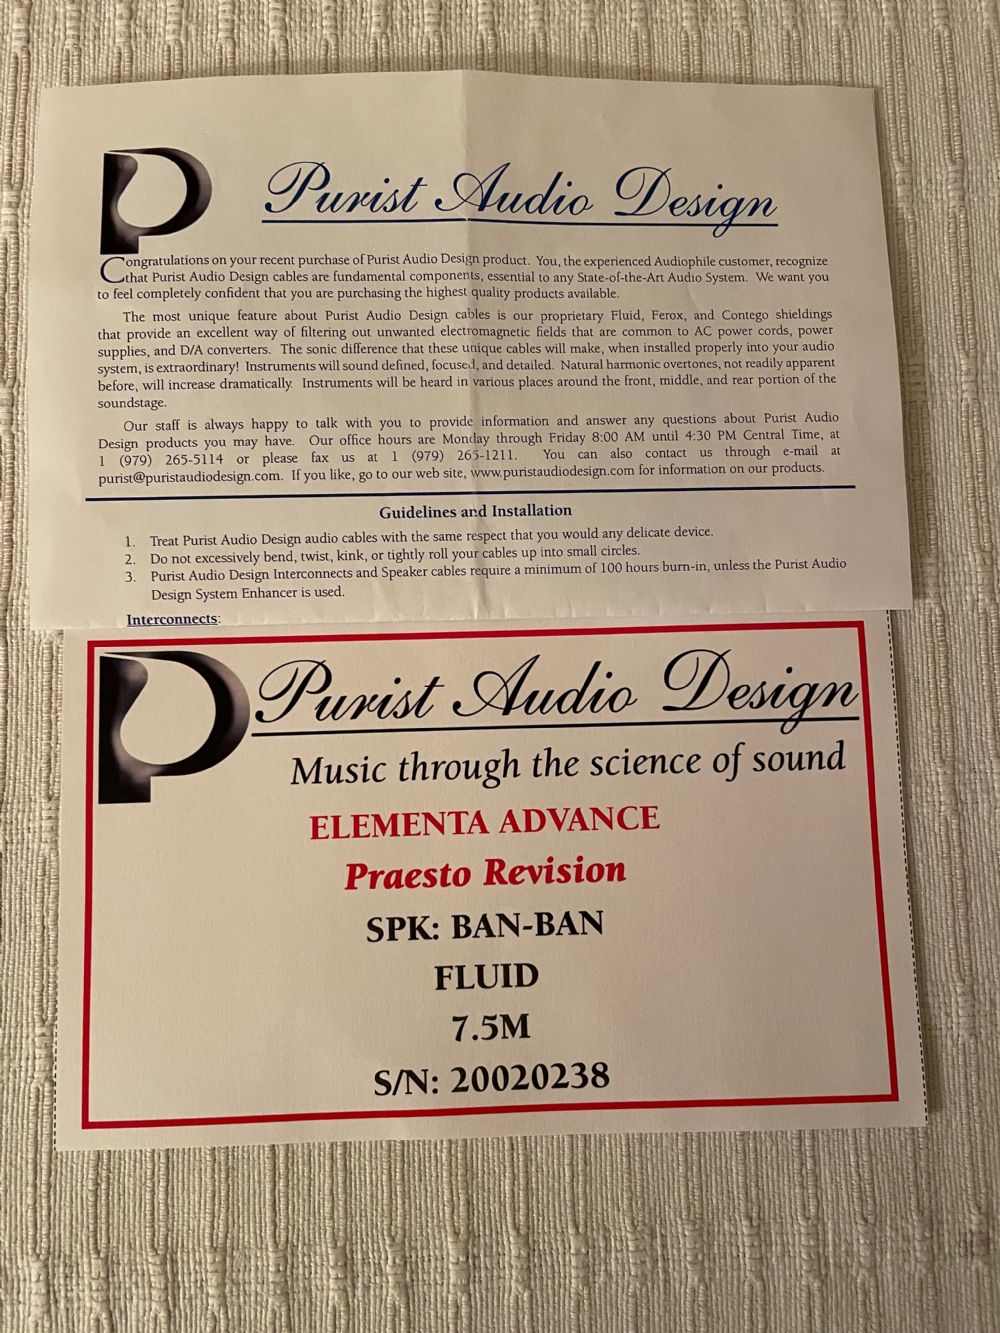 Purist Audio Design
Congratulations on your recent purchase of Purist Audio Design product. You, the experienced Audiophile customer, recognize
that Purist Audio Design cables are fundamental components, essential to any State-of-the-Art Audio System. We want you
to feel completely confident that you are purchasing the highest quality products available.
The most unique feature about Purist Audio Design cables is our proprietary Fluid, Ferox, and Contego shieldings
that provide an excellent way of filtering out unwanted electromagnetic fields that are common to AC power cords, power
supplies, and D/A converters. The sonic difference that these unique cables will make, when installed properly into your audio
system, is extraordinary! Instruments will sound defined, focused, and detailed. Natural harmonic overtones, not readily apparent
before, will increase dramatically. Instruments will be heard in various places around the front, middle, and rear portion of the
soundstage.
Our staff is always happy to talk with you to provide information and answer any questions about Purist Audio
Design products you may have. Our office hours are Monday through Friday 8:00 AM until 4:30 PM Central Time, at
1 (979) 265-5114 or please fax us at 1 (979) 265-1211. You can also contact us through e-mail at
purist@puristaudiodesign.com. If you like, go to our web site, www.puristaudiodesign.com for information on our products.
Guidelines and Installation
1. Treat Purist Audio Design audio cables with the same respect that you would any delicate device.
2. Do not excessively bend, twist, kink, or tightly roll your cables up into small circles.
3. Purist Audio Design Interconnects and Speaker cables require a minimum of 100 hours burn-in, unless the Purist Audio
Design System Enhancer is used.
Interconnects:
Purist Audio Design
Music through the science of sound
ELEMENTA ADVANCE
Praesto Revision
SPK: BAN-BAN
FLUID
7.5M
S/N: 20020238